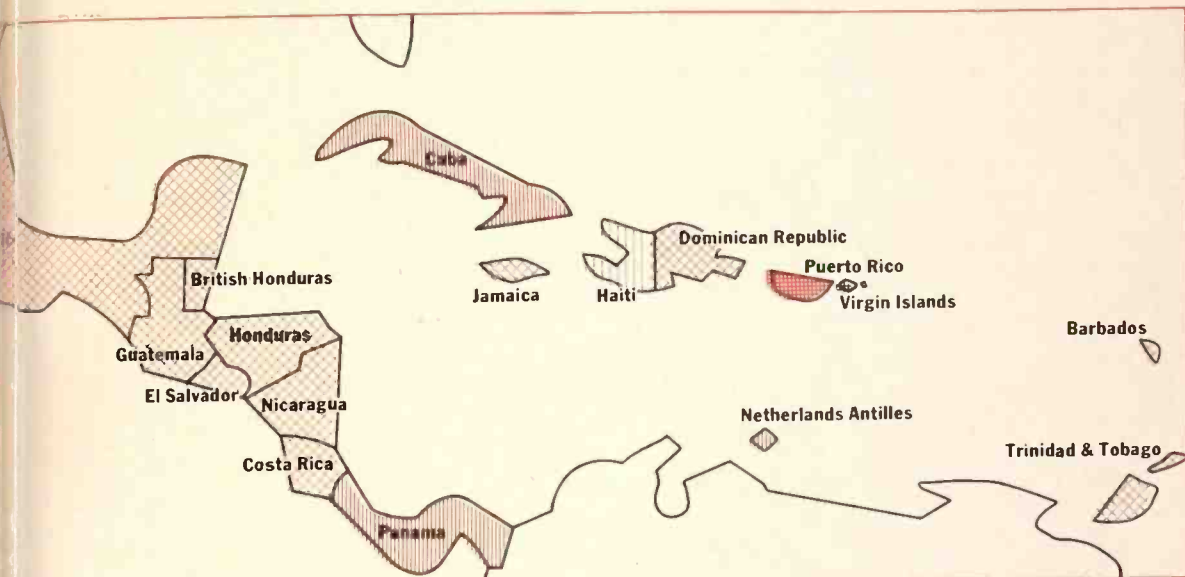 Cuba
Dominican Republic
Puerto Rico
British Honduras
Jamaica
Haiti
Virgin Islands
Barbados
Honduras
Guatemala
El Salvador
Nicaragua
Netherlands Antilles
Costa Rica
Trinidad & Tobago
Panama